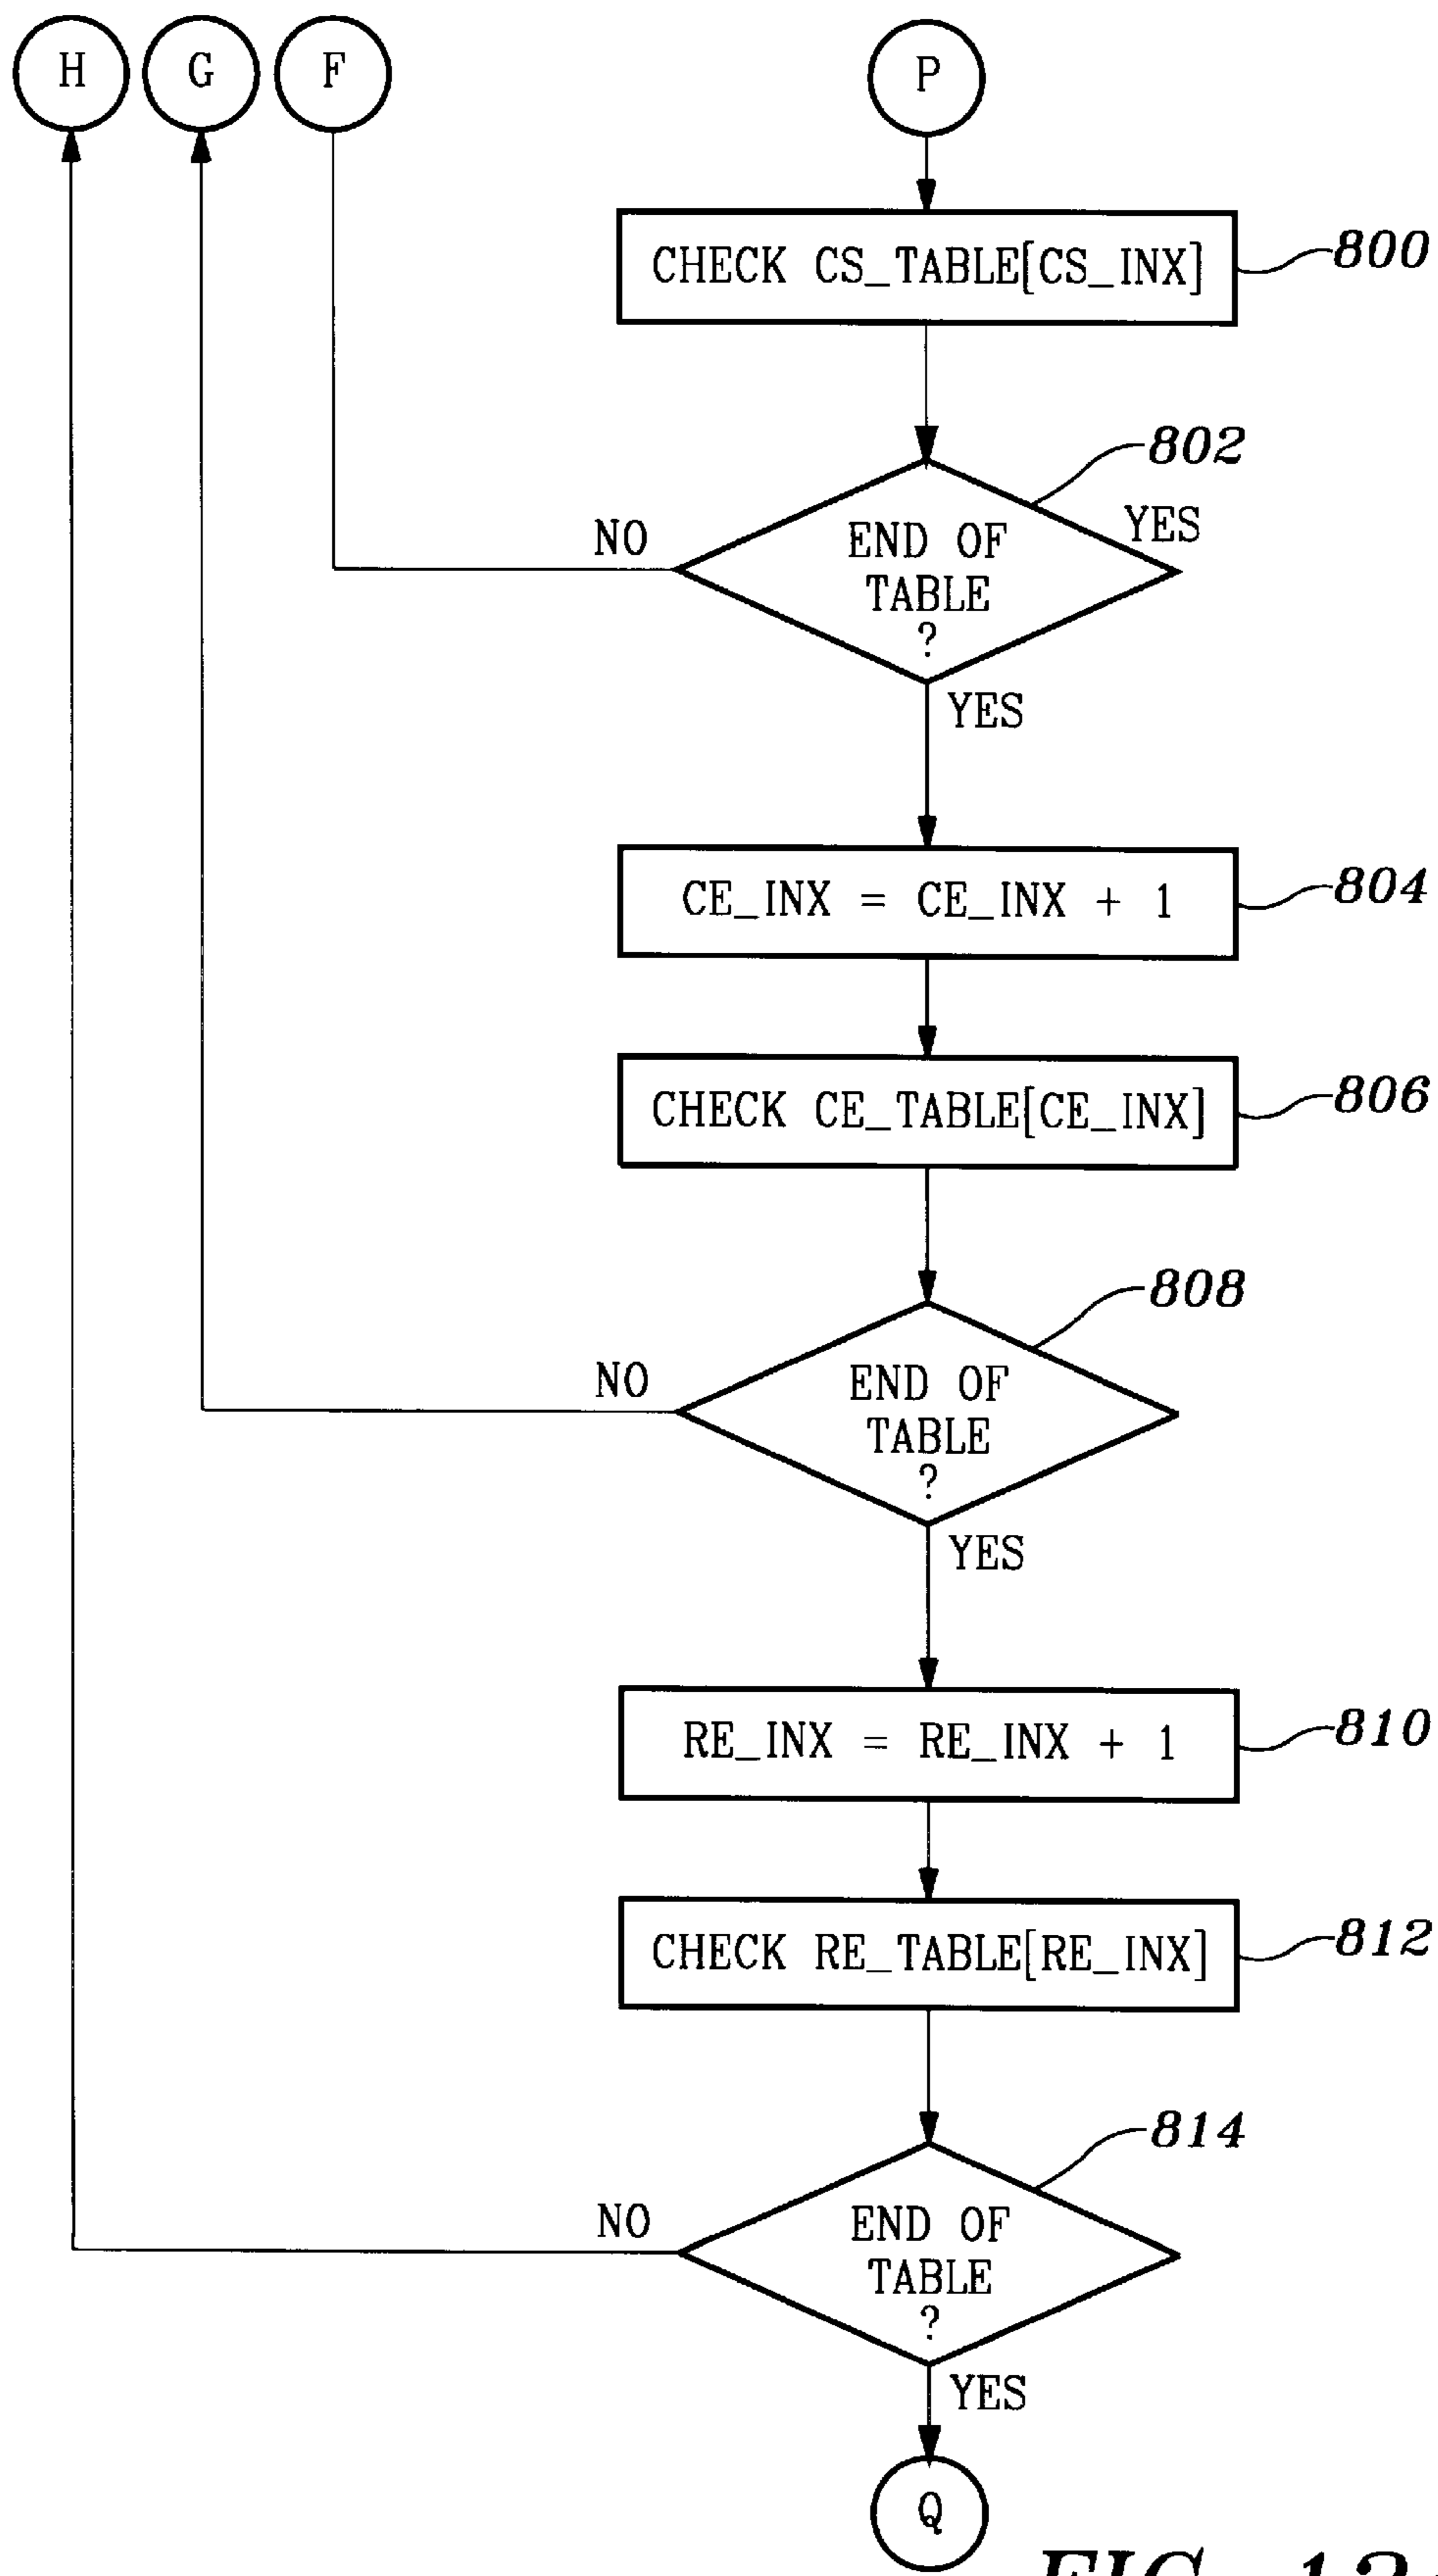 H G F P
CHECK CS_TABLE[CS_INX] 800
802
NO
END OF
TABLE
?
YES
YES
CE_INX = CE_INX + 1 804
CHECK CE_TABLE[CE_INX] 806
808
NO
END OF
TABLE
?
YES
RE_INX = RE_INX + 1 810
CHECK RE_TABLE[RE_INX] 812
814
NO
END OF
TABLE
?
YES
Q